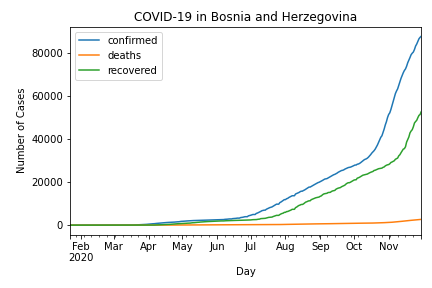 COVID-19 in Bosnia and Herzegovina
confirmed
deaths
recovered
Number of Cases
80000
60000
40000
20000
0
Feb Mar Apr May Jun Jul Aug Sep Oct Nov
2020
Day